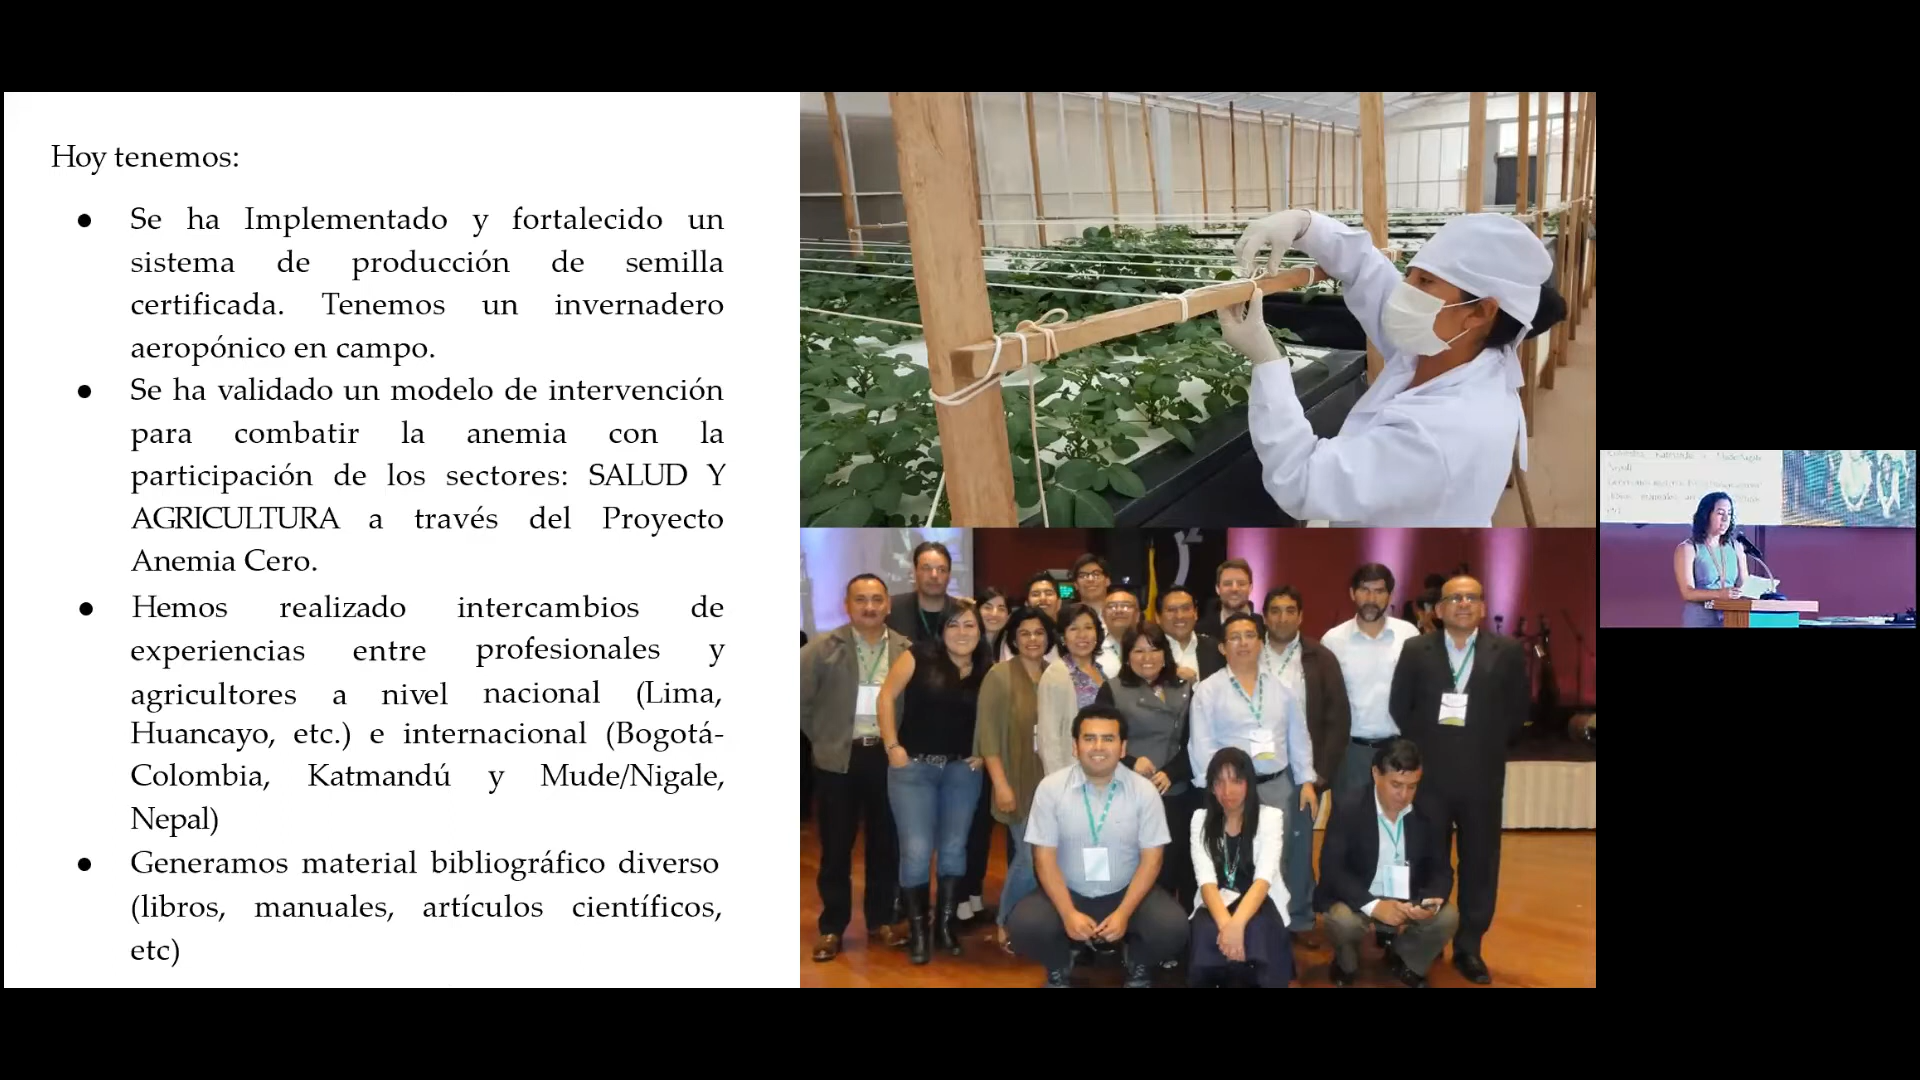 Hoy tenemos:
● Se ha Implementado y fortalecido un
sistema de producción de semilla
certificada. Tenemos un invernadero
aeropónico en campo.
● Se ha validado un modelo de intervención
para combatir la anemia con la
participación de los sectores: SALUD Y
AGRICULTURA a través del Proyecto
Anemia Cero.
● Hemos realizado intercambios de
experiencias entre profesionales y
agricultores a nivel nacional (Lima,
Huancayo, etc.) e internacional (Bogotá-
Colombia, Katmandú y Mude/Nigale,
Nepal)
● Generamos material bibliográfico diverso
(libros, manuales, artículos científicos,
etc)